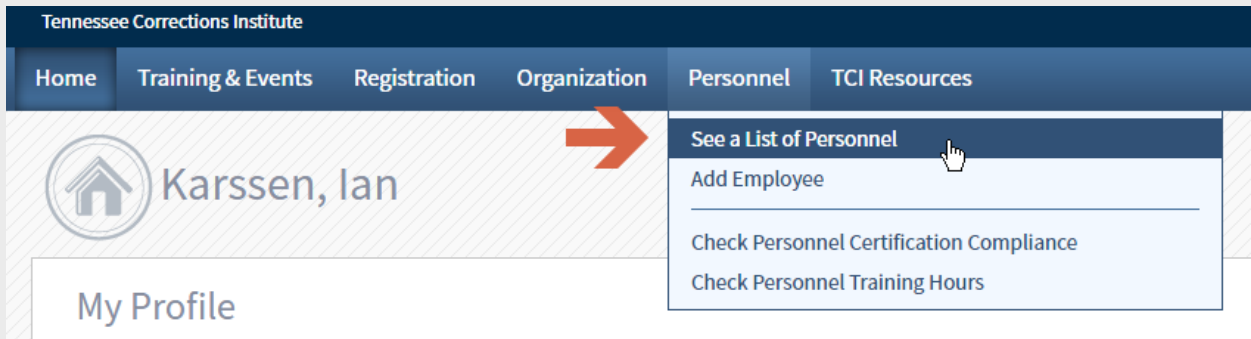 Tennessee Corrections Institute
Home Training & Events Registration Organization Personnel TCI Resources
See a List of Personnel
Add Employee
Karssen, Ian
Check Personnel Certification Compliance
Check Personnel Training Hours
My Profile